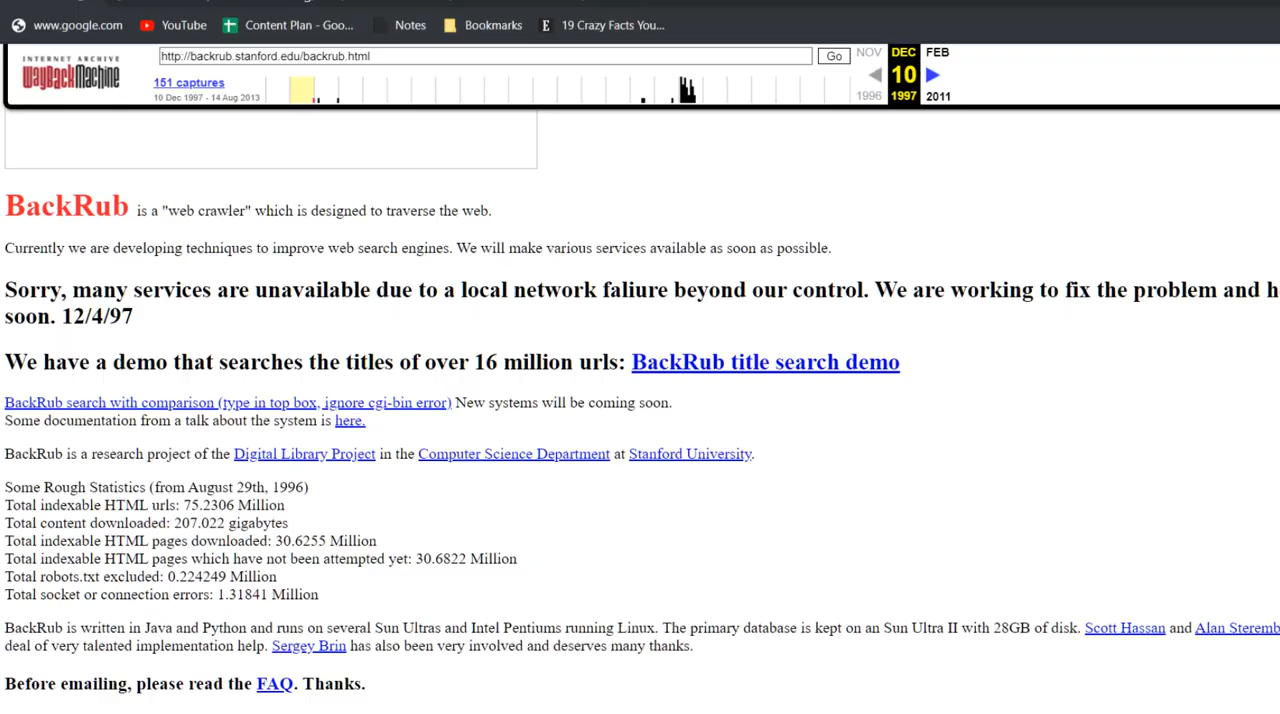 www.google.com YouTube Content Plan - Goo... Notes Bookmarks E 19 Crazy Facts You...
INTERNET ARCHIVE
WayBackMachine
http://backrub.stanford.edu/backrub.html Go
151 captures
10 Dec 1997 - 14 Aug 2013
NOV DEC FEB
10
1996 1997 2011
BackRub is a "web crawler" which is designed to traverse the web.
Currently we are developing techniques to improve web search engines. We will make various services available as soon as possible.
Sorry, many services are unavailable due to a local network faliure beyond our control. We are working to fix the problem and h
soon. 12/4/97
We have a demo that searches the titles of over 16 million urls: BackRub title search demo
BackRub search with comparison (type in top box, ignore cgi-bin error) New systems will be coming soon.
Some documentation from a talk about the system is here.
BackRub is a research project of the Digital Library Project in the Computer Science Department at Stanford University.
Some Rough Statistics (from August 29th, 1996)
Total indexable HTML urls: 75.2306 Million
Total content downloaded: 207.022 gigabytes
Total indexable HTML pages downloaded: 30.6255 Million
Total indexable HTML pages which have not been attempted yet: 30.6822 Million
Total robots.txt excluded: 0.224249 Million
Total socket or connection errors: 1.31841 Million
BackRub is written in Java and Python and runs on several Sun Ultras and Intel Pentiums running Linux. The primary database is kept on an Sun Ultra II with 28GB of disk. Scott Hassan and Alan Steremb
deal of very talented implementation help. Sergey Brin has also been very involved and deserves many thanks.
Before emailing, please read the FAQ. Thanks.